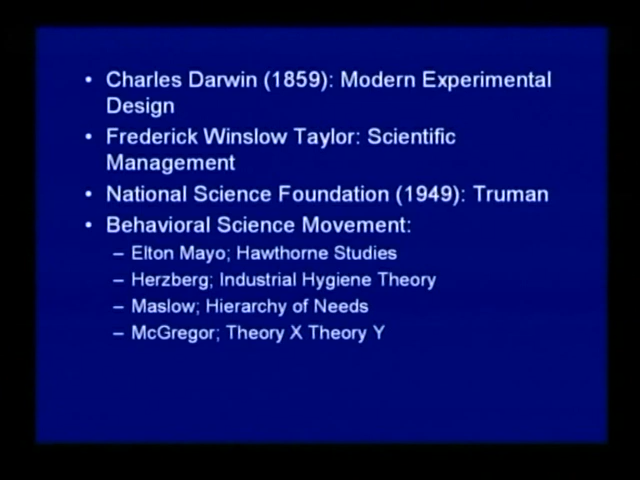 • Charles Darwin (1859): Modern Experimental
Design
• Frederick Winslow Taylor: Scientific
Management
• National Science Foundation (1949): Truman
• Behavioral Science Movement:
– Elton Mayo; Hawthorne Studies
– Herzberg; Industrial Hygiene Theory
– Maslow; Hierarchy of Needs
– McGregor; Theory X Theory Y